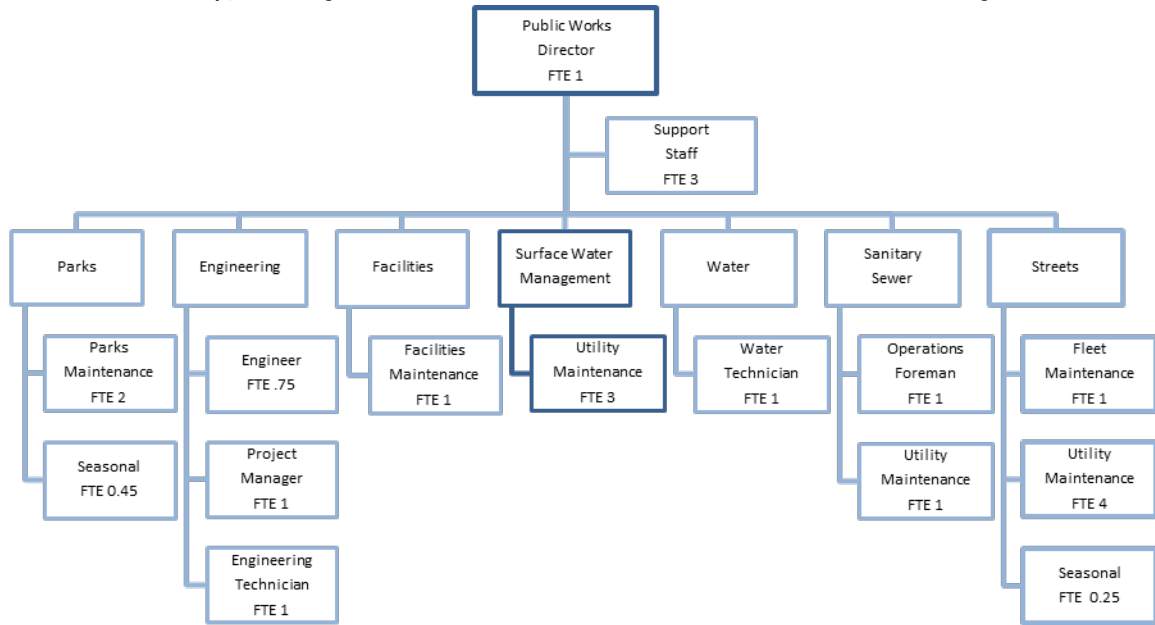 Public Works
Director
FTE 1
Support
Staff
FTE 3
Parks
Engineering
Facilities
Surface Water
Management
Water
Sanitary
Sewer
Streets
Parks
Maintenance
FTE 2
Seasonal
FTE 0.45
Engineer
FTE .75
Project
Manager
FTE 1
Engineering
Technician
FTE 1
Facilities
Maintenance
FTE 1
Utility
Maintenance
FTE 3
Water
Technician
FTE 1
Operations
Foreman
FTE 1
Utility
Maintenance
FTE 1
Fleet
Maintenance
FTE 1
Utility
Maintenance
FTE 4
Seasonal
FTE 0.25